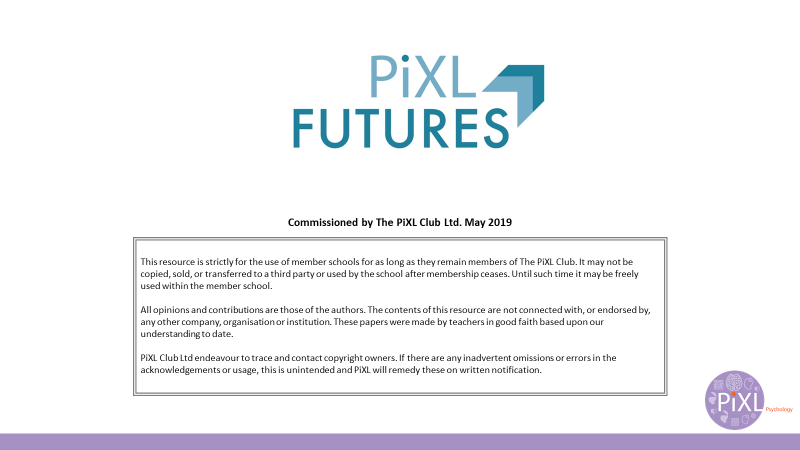 PiXL
FUTURES
Commissioned by The PiXL Club Ltd. May 2019
This resource is strictly for the use of member schools for as long as they remain members of The PiXL Club. It may not be
copied, sold, or transferred to a third party or used by the school after membership ceases. Until such time it may be freely
used within the member school.
All opinions and contributions are those of the authors. The contents of this resource are not connected with, or endorsed by,
any other company, organisation or institution. These papers were made by teachers in good faith based upon our
understanding to date.
PiXL Club Ltd endeavour to trace and contact copyright owners. If there are any inadvertent omissions or errors in the
acknowledgements or usage, this is unintended and PiXL will remedy these on written notification.
PiXL
Psychology